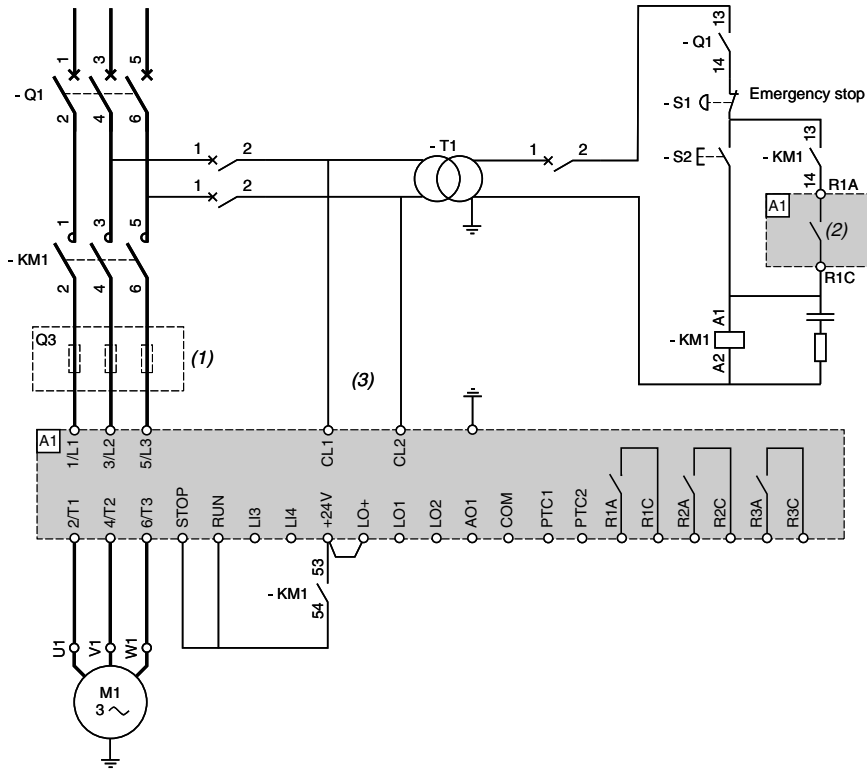 1 3 5
- Q1
2 4 6
1 2
1 2
- T1
1 2
13
- Q1
14
- S1 Emergency stop
- S2
13
- KM1
14
R1A
A1
(2)
R1C
A1
- KM1
A2
1 3 5
- KM1
2 4 6
Q3
(1)
(3)
A1
1/L1 3/L2 5/L3 CL1 CL2
2/T1 4/T2 6/T3 STOP RUN LI3 LI4 +24V LO+ LO1 LO2 AO1 COM PTC1 PTC2 R1A R1C R2A R2C R3A R3C
53
- KM1
54
U1 V1 W1
M1
3